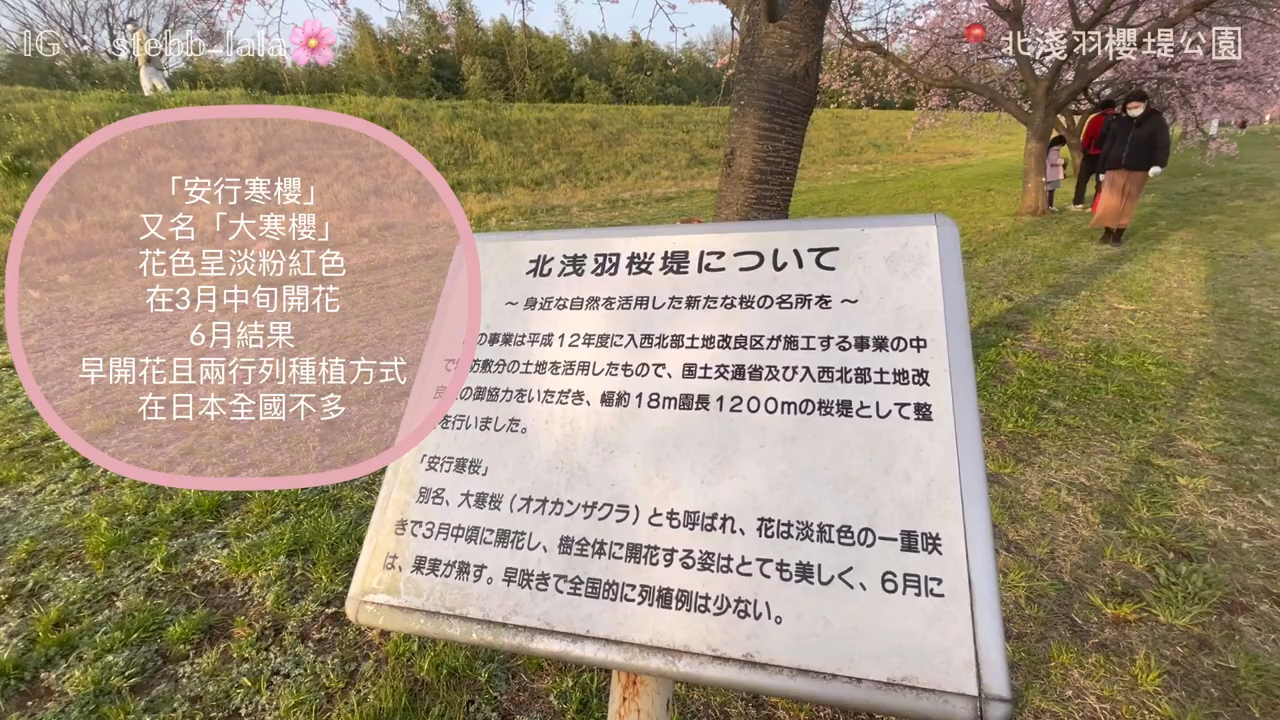 IG : slebb_lala
北淺羽櫻堤公園
「安行寒櫻」
又名「大寒櫻」
花色呈淡粉紅色
在3月中旬開花
6月結果
早開花且兩行列種植方式
在日本全國不多
北浅羽桜堤について
～身近な自然を活用した新たな桜の名所を～
の事業は平成12年度に入西北部土地改良区が施工する事業の中
で堤防敷分の土地を活用したもので、国土交通省及び入西北部土地改
良の御協力をいただき、幅約18m園長1200mの桜堤として整
を行いました。
「安行寒桜」
別名、大寒桜（オオカンザクラ）とも呼ばれ、花は淡紅色の一重咲
きで3月中頃に開花し、樹全体に開花する姿はとても美しく、6月に
は、果実が熟す。早咲きで全国的に列植例は少ない。